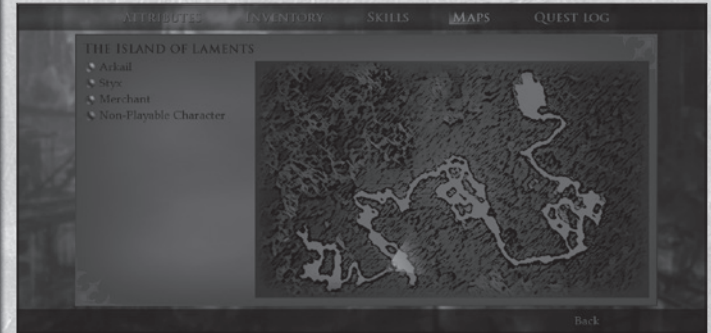 ATTRIBUTES INVENTORY SKILLS MAPS QUEST LOG
THE ISLAND OF LAMENTS
Arkail
Styx
Merchant
Non-Playable Character
Back